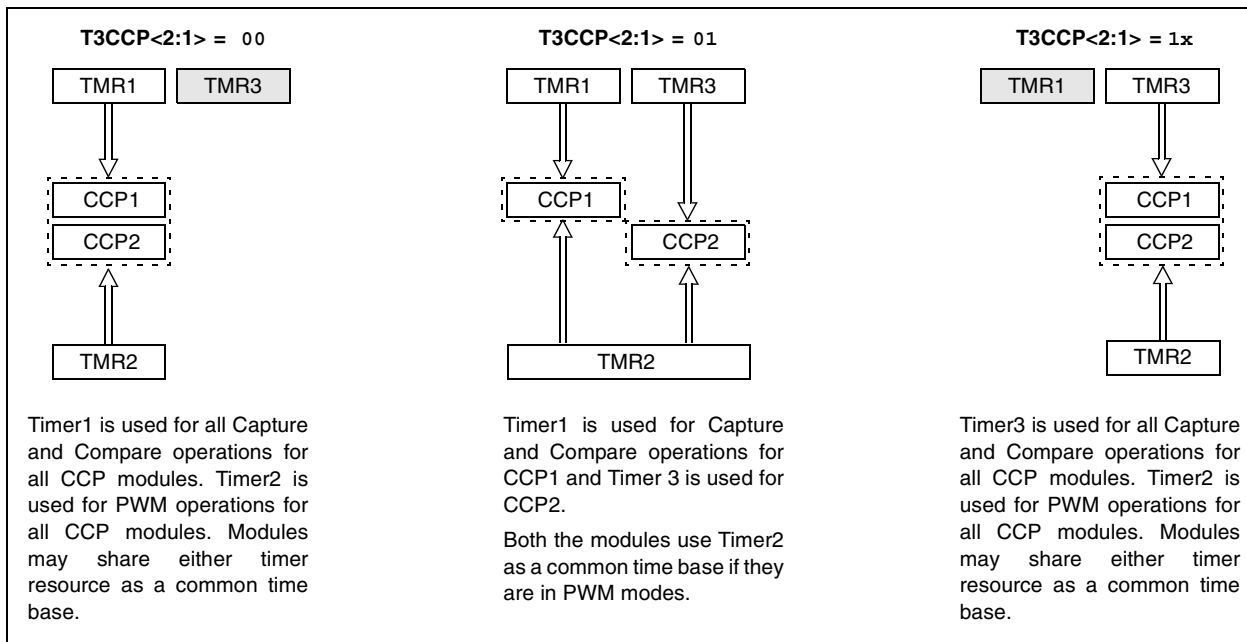 T3CCP<2:1> = 00
TMR1 TMR3
CCP1
CCP2
TMR2
Timer1 is used for all Capture
and Compare operations for
all CCP modules. Timer2 is
used for PWM operations for
all CCP modules. Modules
may share either timer
resource as a common time
base.
T3CCP<2:1> = 01
TMR1 TMR3
CCP1
CCP2
TMR2
Timer1 is used for Capture
and Compare operations for
CCP1 and Timer 3 is used for
CCP2.
Both the modules use Timer2
as a common time base if they
are in PWM modes.
T3CCP<2:1> = 1x
TMR1 TMR3
CCP1
CCP2
TMR2
Timer3 is used for all Capture
and Compare operations for
all CCP modules. Timer2 is
used for PWM operations for
all CCP modules. Modules
may share either timer
resource as a common time
base.